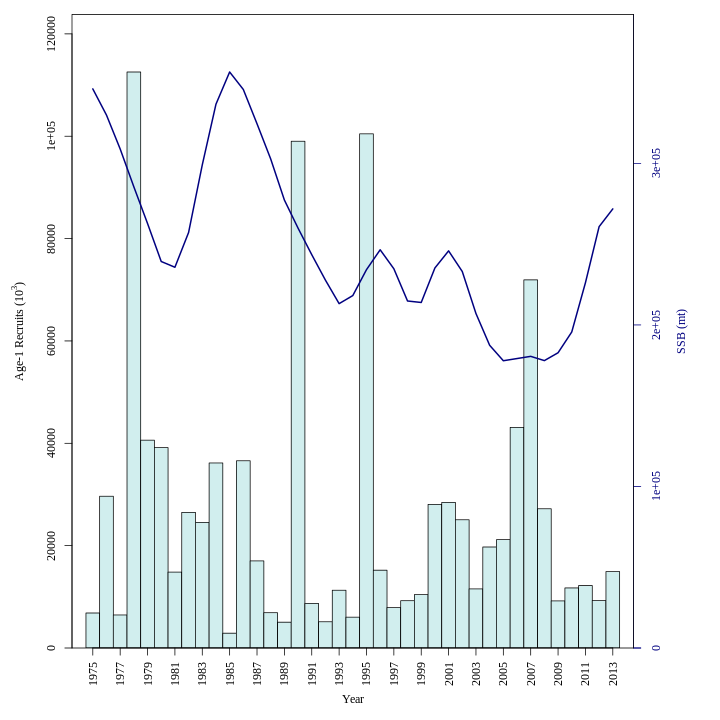 120000
1e+05
80000
60000
40000
20000
0
Age-1 Recruits (10³)
3e+05
2e+05
1e+05
0
SSB (mt)
1975 1977 1979 1981 1983 1985 1987 1989 1991 1993 1995 1997 1999 2001 2003 2005 2007 2009 2011 2013
Year